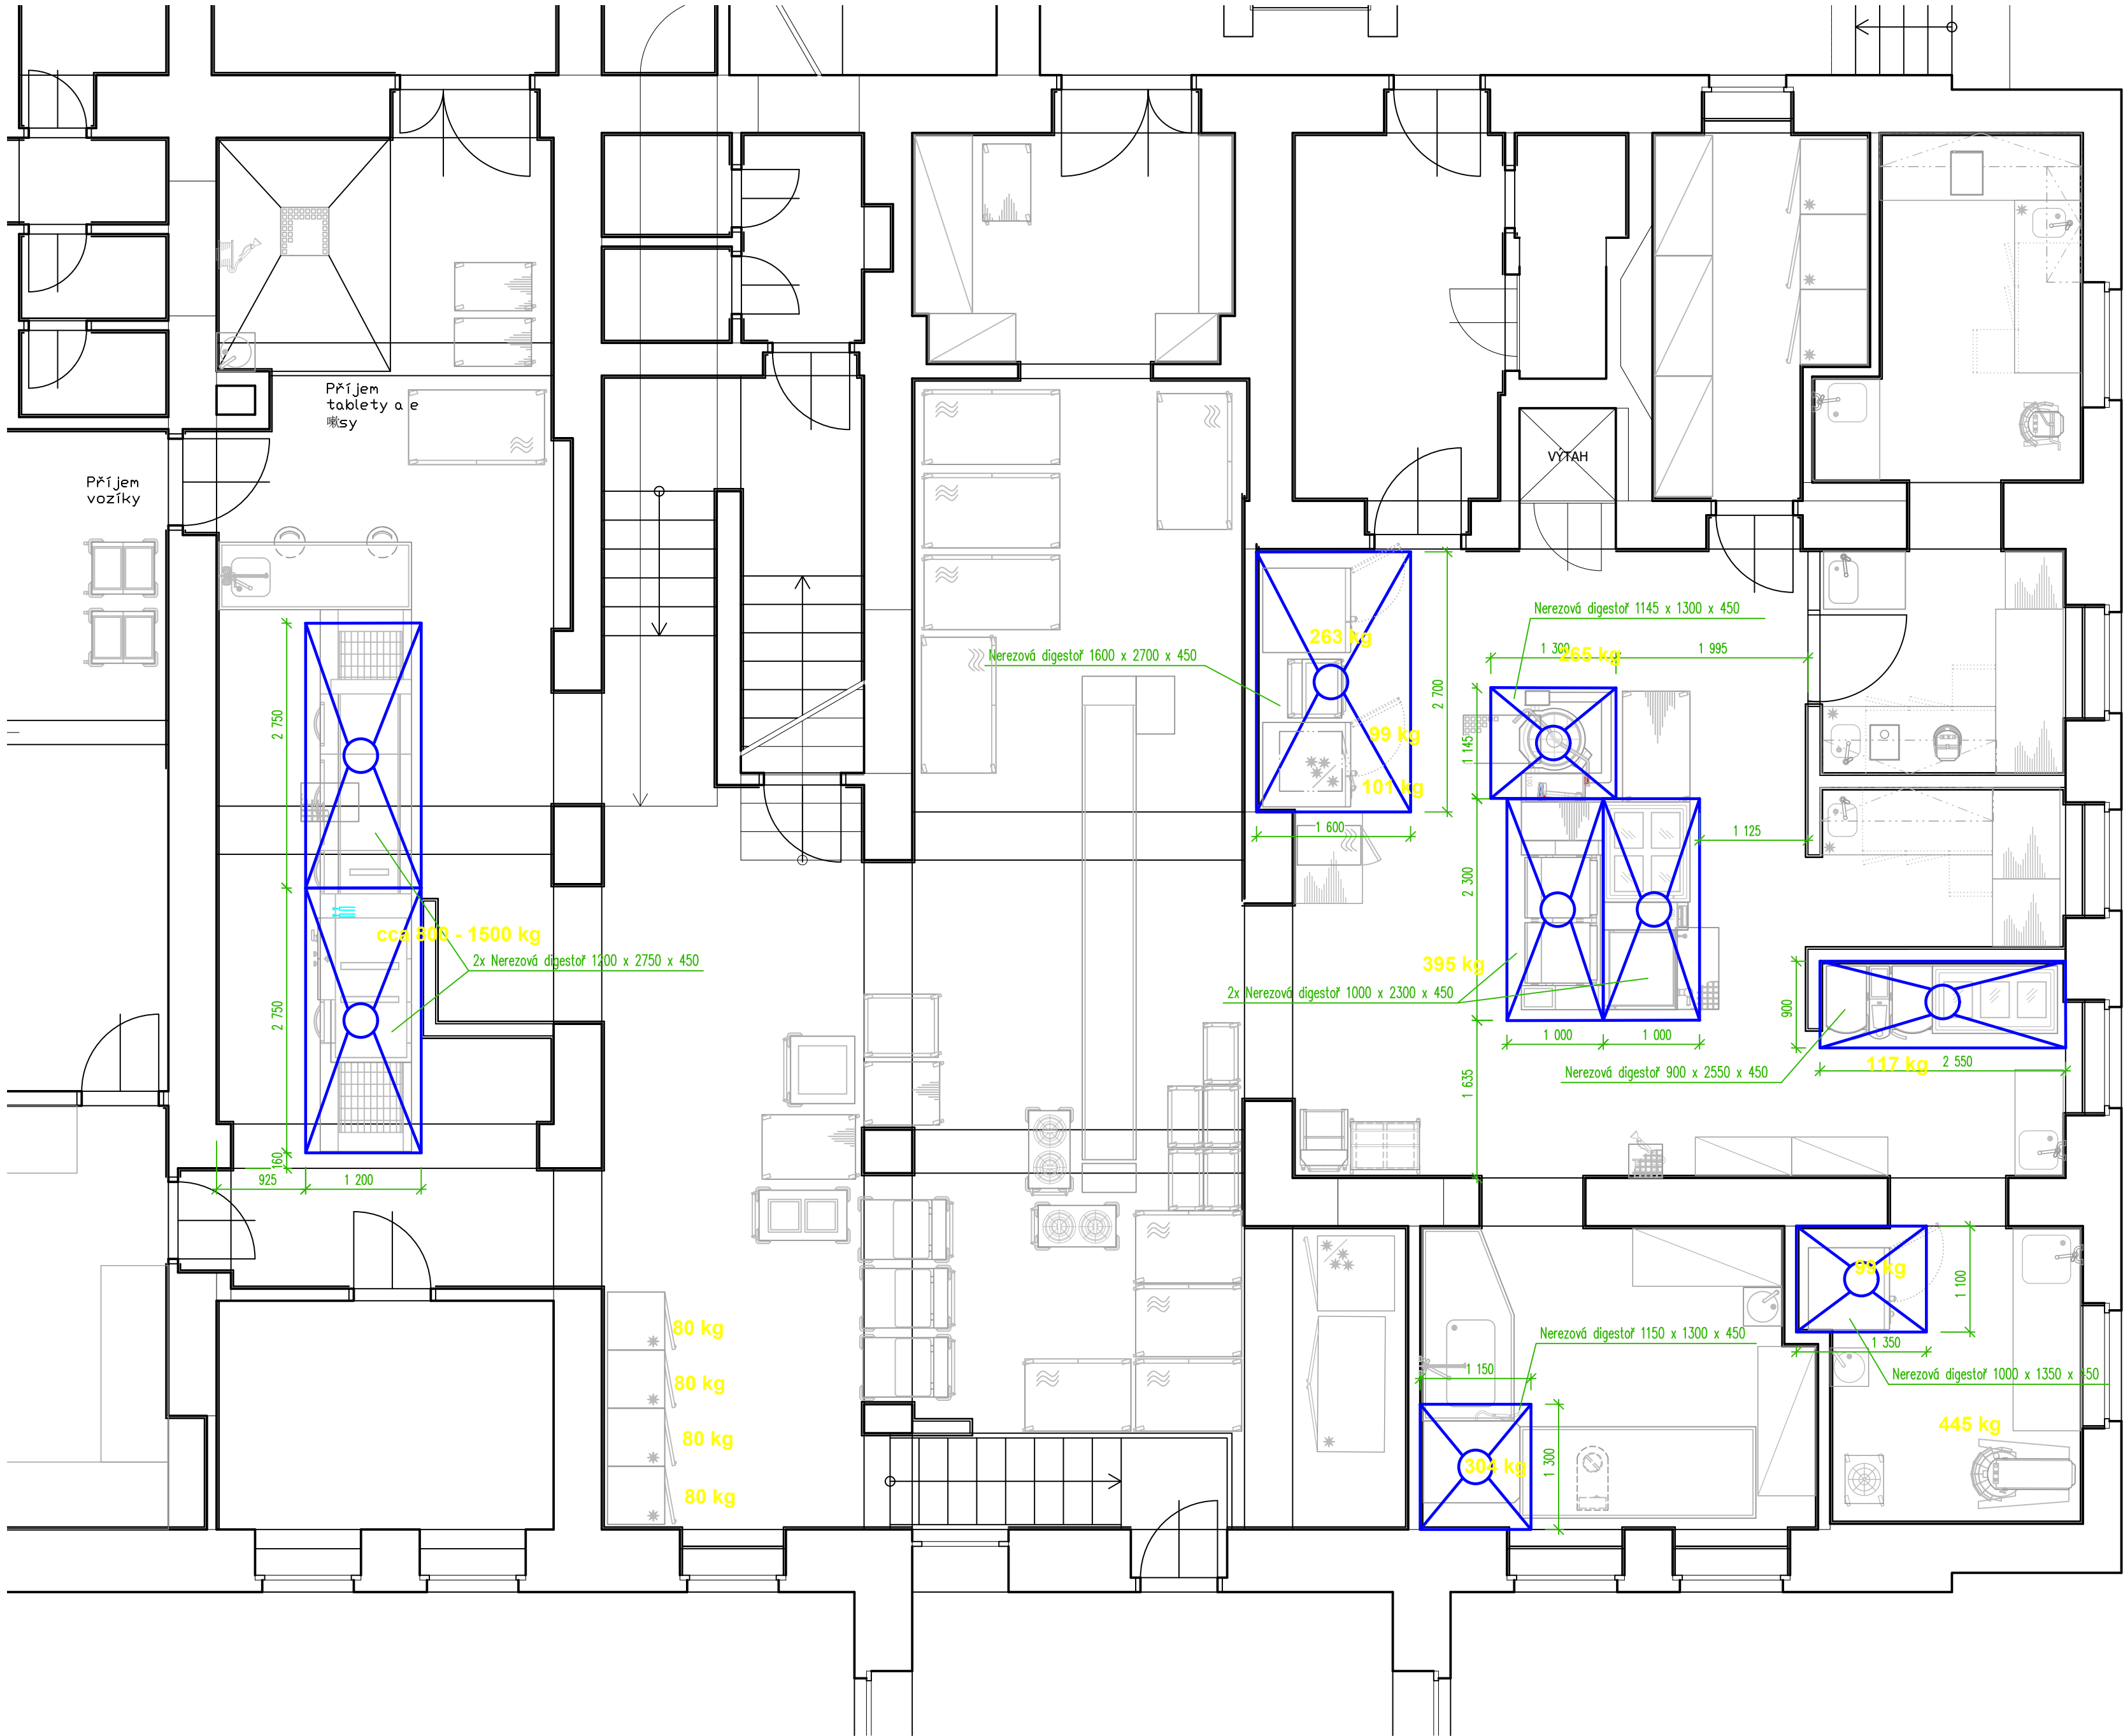 Příjem
tablety a e
嗽sy
VÝTAH
Příjem
vozíky
Nerezová digestoř 1145 x 1300 x 450
263 kg
1 300
265 kg
1 995
Nerezová digestoř 1600 x 2700 x 450
2 700
2 750
99 kg
1 145
101 kg
1 600
1 125
2 300
cca 800 - 1500 kg
2x Nerezová digestoř 1200 x 2750 x 450
395 kg
2x Nerezová digestoř 1000 x 2300 x 450
900
2 750
1 000
1 000
117 kg
2 550
Nerezová digestoř 900 x 2550 x 450
1 635
160
925
1 200
99 kg
1 100
80 kg
Nerezová digestoř 1150 x 1300 x 450
1 350
1 150
Nerezová digestoř 1000 x 1350 x 450
80 kg
445 kg
80 kg
304 kg
1 300
80 kg